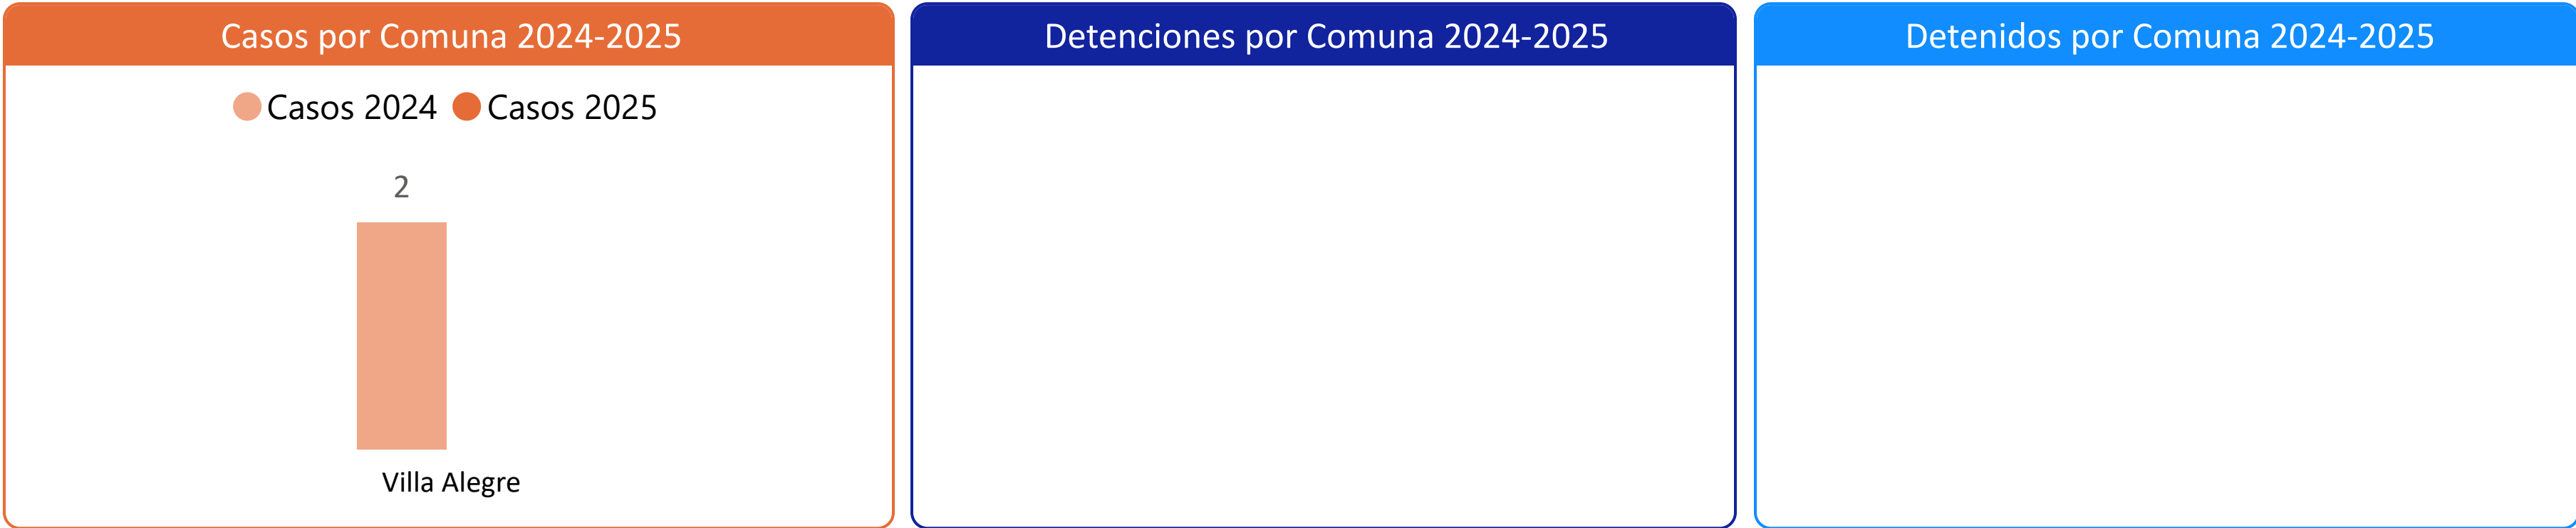 Casos por Comuna 2024-2025
Casos 2024 Casos 2025
2
Villa Alegre
Detenciones por Comuna 2024-2025
Detenidos por Comuna 2024-2025